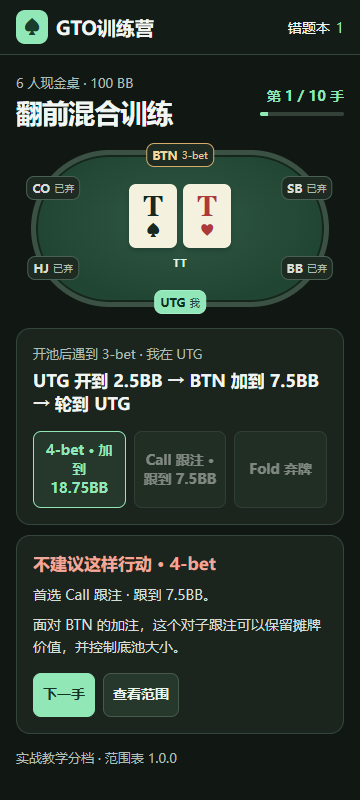 GTO训练营
错题本 1
6 人现金桌 · 100 BB
翻前混合训练
第 1 / 10 手
BTN 3-bet
CO 已弃
SB 已弃
T
T
TT
HJ 已弃
BB 已弃
UTG 我
开池后遇到 3-bet · 我在 UTG
UTG 开到 2.5BB → BTN 加到 7.5BB
→ 轮到 UTG
4-bet • 加
到
18.75BB
Call 跟注 •
跟到 7.5BB
Fold 弃牌
不建议这样行动 • 4-bet
首选 Call 跟注 · 跟到 7.5BB。
面对 BTN 的加注，这个对子跟注可以保留摊牌
价值，并控制底池大小。
下一手
查看范围
实战教学分档 · 范围表 1.0.0